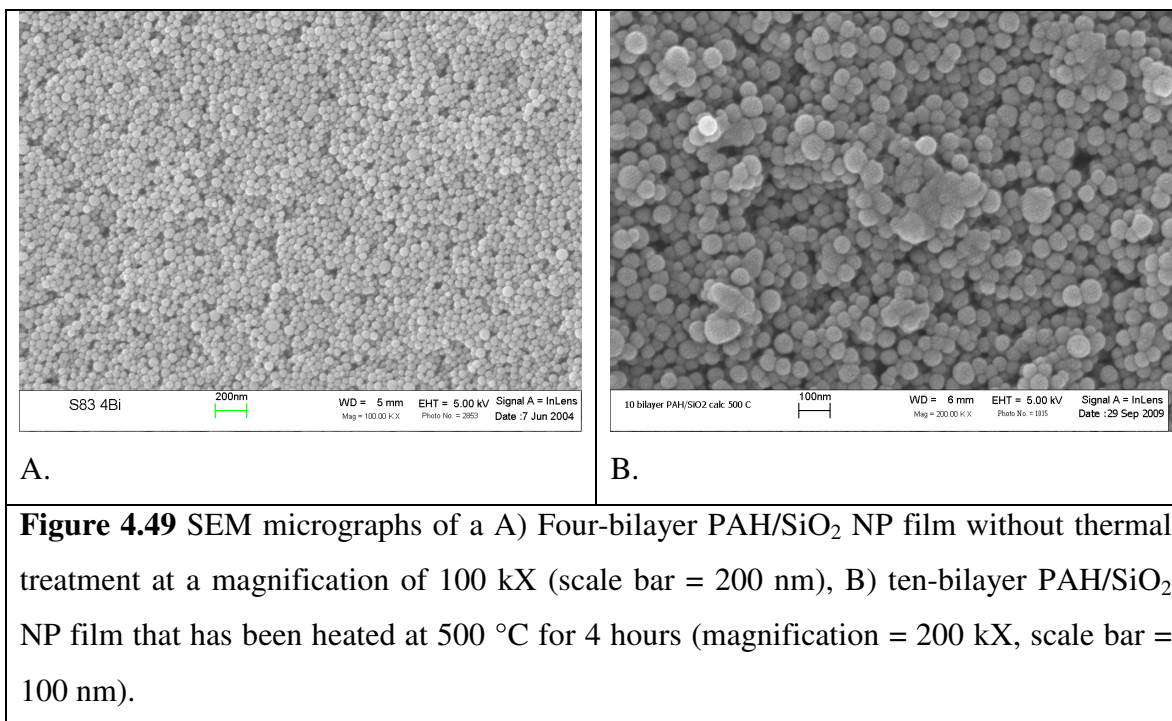 S83 4Bi
200nm
WD = 5 mm
Mag = 100.00 K X
EHT = 5.00 kV
Photo No. = 2853
Signal A = InLens
Date :7 Jun 2004
A.
10 bilayer PAH/SiO2 calc 500 C
100nm
WD = 6 mm
Mag = 200.00 K X
EHT = 5.00 kV
Photo No. = 1035
Signal A = InLens
Date :29 Sep 2009
B.
Figure 4.49 SEM micrographs of a A) Four-bilayer PAH/SiO₂ NP film without thermal
treatment at a magnification of 100 kX (scale bar = 200 nm), B) ten-bilayer PAH/SiO₂
NP film that has been heated at 500 °C for 4 hours (magnification = 200 kX, scale bar =
100 nm).